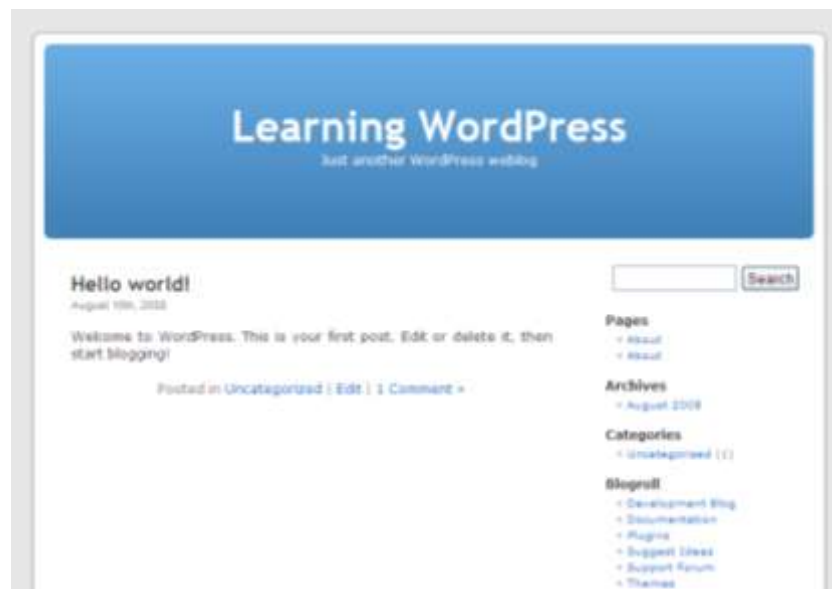 Learning WordPress
Just another WordPress weblog
Hello world!
August 2008
Welcome to WordPress. This is your first post. Edit or delete it, then
start blogging!
Posted in Uncategorized | Edit | 1 Comment »
Search
Pages
» About
» About
Archives
» August 2008
Categories
» Uncategorized (1)
Blogroll
» Development Blog
» Documentation
» Plugins
» Suggest Ideas
» Support Forum
» Themes